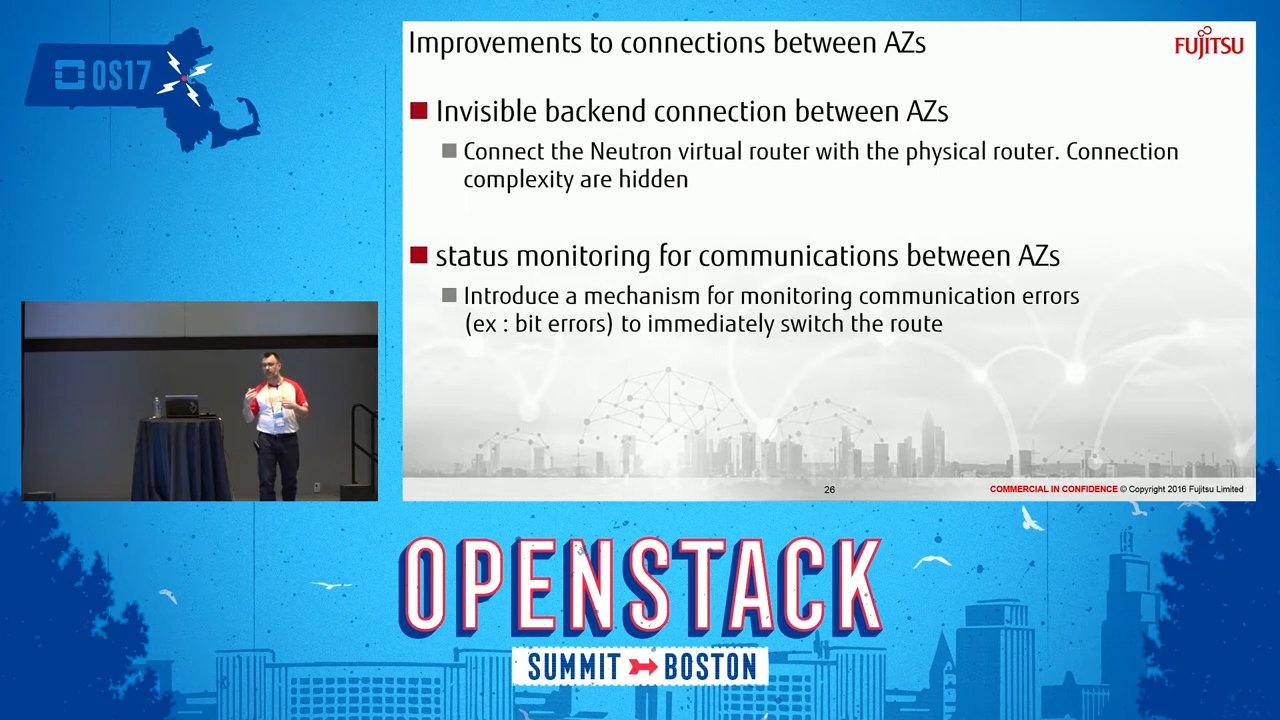 OS17
Improvements to connections between AZs
FUJITSU
Invisible backend connection between AZs
Connect the Neutron virtual router with the physical router. Connection
complexity are hidden
status monitoring for communications between AZs
Introduce a mechanism for monitoring communication errors
(ex : bit errors) to immediately switch the route
26
COMMERCIAL IN CONFIDENCE © Copyright 2016 Fujitsu Limited
OPENSTACK
SUMMIT BOSTON